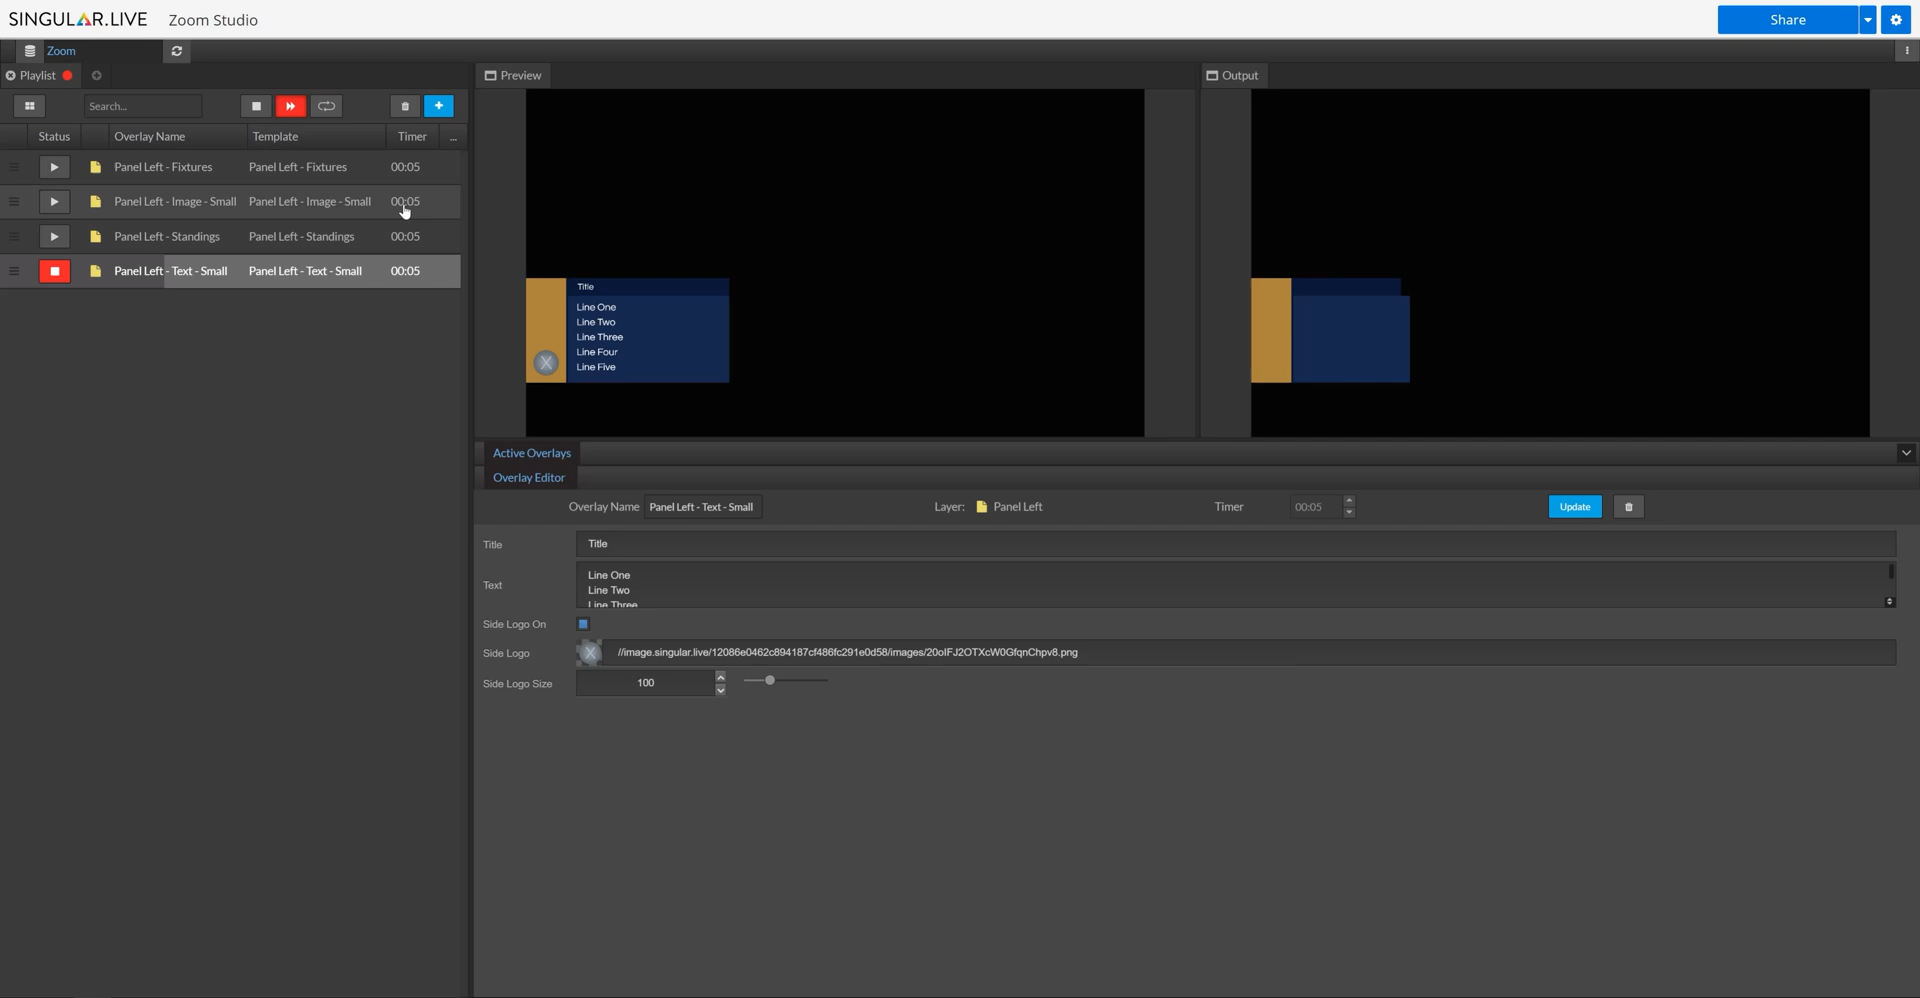 SINGULAR.LIVE Zoom Studio Share
Zoom
Playlist
Preview
Output
Search...
Status Overlay Name Template Timer ...
Panel Left - Fixtures Panel Left - Fixtures 00:05
Panel Left - Image - Small Panel Left - Image - Small 00:05
Panel Left - Standings Panel Left - Standings 00:05
Panel Left - Text - Small Panel Left - Text - Small 00:05
Title
Line One
Line Two
Line Three
Line Four
Line Five
X
Active Overlays
Overlay Editor
Overlay Name Panel Left - Text - Small Layer: Panel Left Timer 00:05 Update
Title Title
Text
Line One
Line Two
Line Three
Side Logo On
Side Logo X //image.singular.live/12086e0462c894187cf486fc291e0d58/images/20olFJ2OTXcW0GfqnChpv8.png
Side Logo Size 100